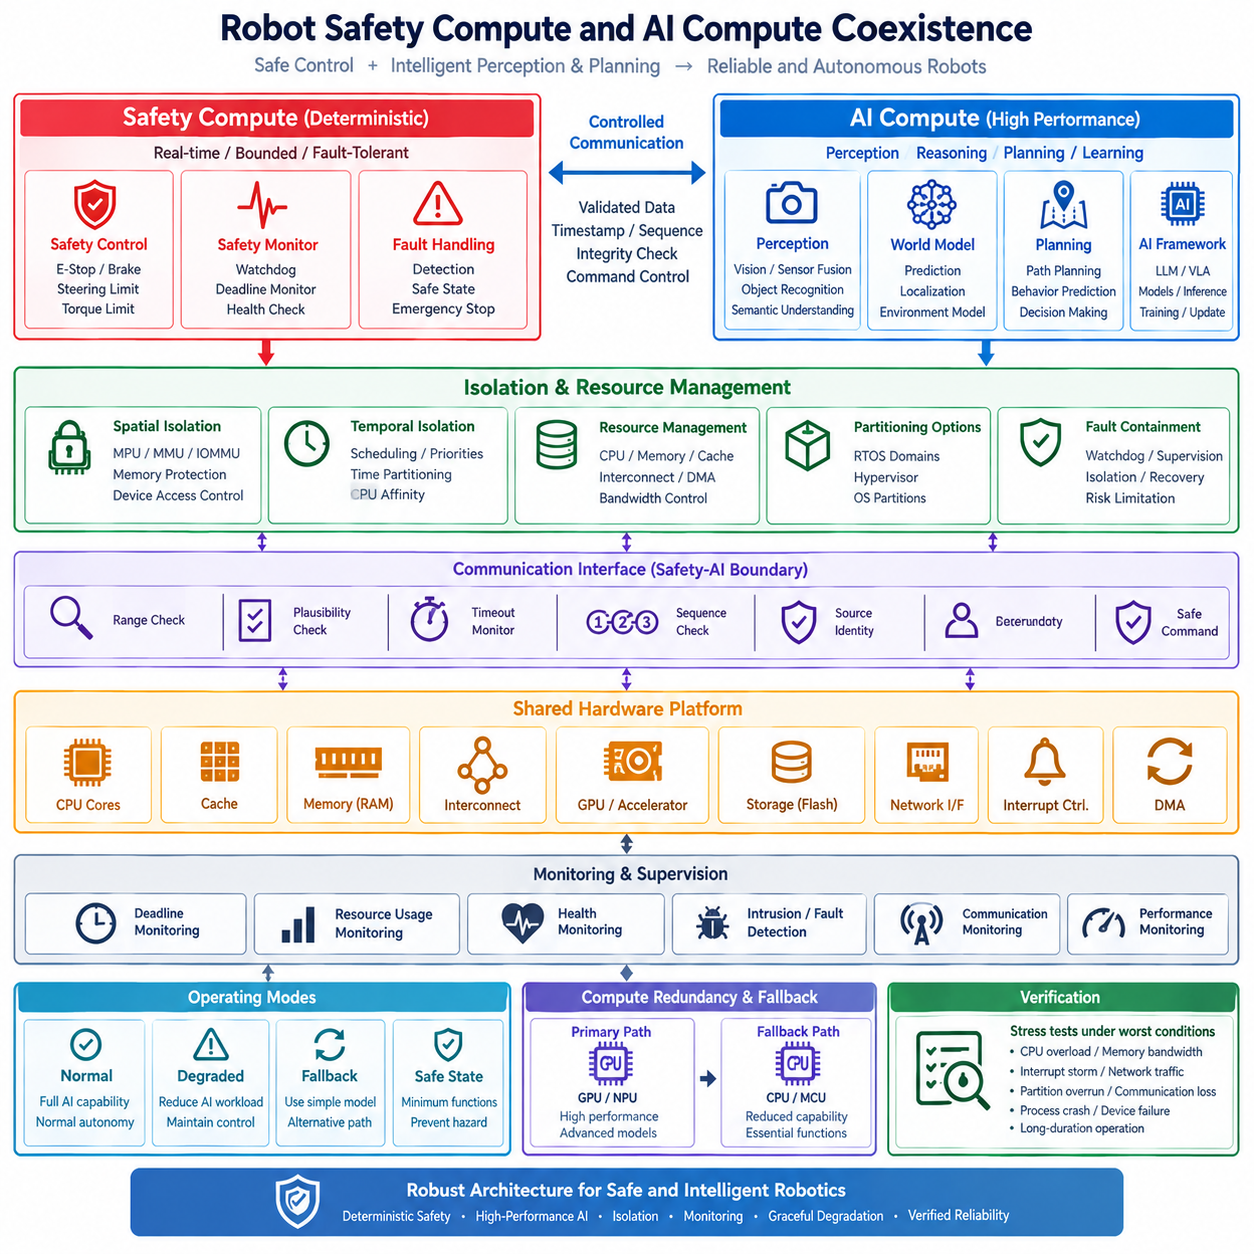 Robot Safety Compute and AI Compute Coexistence
Safe Control + Intelligent Perception & Planning → Reliable and Autonomous Robots
Safety Compute (Deterministic)
Real-time / Bounded / Fault-Tolerant
Safety Control
E-Stop / Brake
Steering Limit
Torque Limit
Safety Monitor
Watchdog
Deadline Monitor
Health Check
Fault Handling
Detection
Safe State
Emergency Stop
Controlled
Communication
Validated Data
Timestamp / Sequence
Integrity Check
Command Control
AI Compute (High Performance)
Perception / Reasoning / Planning / Learning
Perception
Vision / Sensor Fusion
Object Recognition
Semantic Understanding
World Model
Prediction
Localization
Environment Model
Planning
Path Planning
Behavior Prediction
Decision Making
AI
AI Framework
LLM / VLA
Models / Inference
Training / Update
Isolation & Resource Management
Spatial Isolation
MPU / MMU / IOMMU
Memory Protection
Device Access Control
Temporal Isolation
Scheduling / Priorities
Time Partitioning
CPU Affinity
Resource Management
CPU / Memory / Cache
Interconnect / DMA
Bandwidth Control
Partitioning Options
RTOS Domains
Hypervisor
OS Partitions
Fault Containment
Watchdog / Supervision
Isolation / Recovery
Risk Limitation
Communication Interface (Safety-AI Boundary)
Range Check
Plausibility
Check
Timeout
Monitor
1 2 3
Sequence
Check
Source
Identity
Beterundaty
Safe
Command
Shared Hardware Platform
CPU Cores
Cache
Memory (RAM)
Interconnect
GPU / Accelerator
Storage (Flash)
Network I/F
Interrupt Ctrl.
DMA
Monitoring & Supervision
Deadline
Monitoring
Resource Usage
Monitoring
Health
Monitoring
Intrusion / Fault
Detection
Communication
Monitoring
Performance
Monitoring
Operating Modes
Normal
Full AI capability
Normal autonomy
Degraded
Reduce AI workload
Maintain control
Fallback
Use simple model
Alternative path
Safe State
Minimum functions
Prevent hazard
Compute Redundancy & Fallback
Primary Path
GPU / NPU
High performance
Advanced models
Fallback Path
CPU / MCU
Reduced capability
Essential functions
Verification
Stress tests under worst conditions
• CPU overload / Memory bandwidth
• Interrupt storm / Network traffic
• Partition overrun / Communication loss
• Process crash / Device failure
• Long-duration operation
Robust Architecture for Safe and Intelligent Robotics
Deterministic Safety • High-Performance AI • Isolation • Monitoring • Graceful Degradation • Verified Reliability